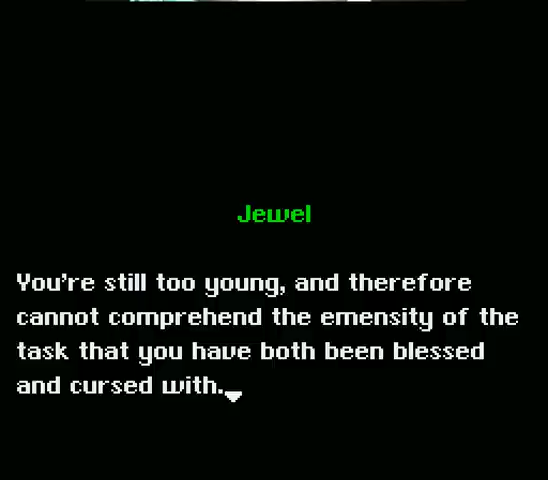 Jewel
You're still too young, and therefore
cannot comprehend the emensity of the
task that you have both been blessed
and cursed with.